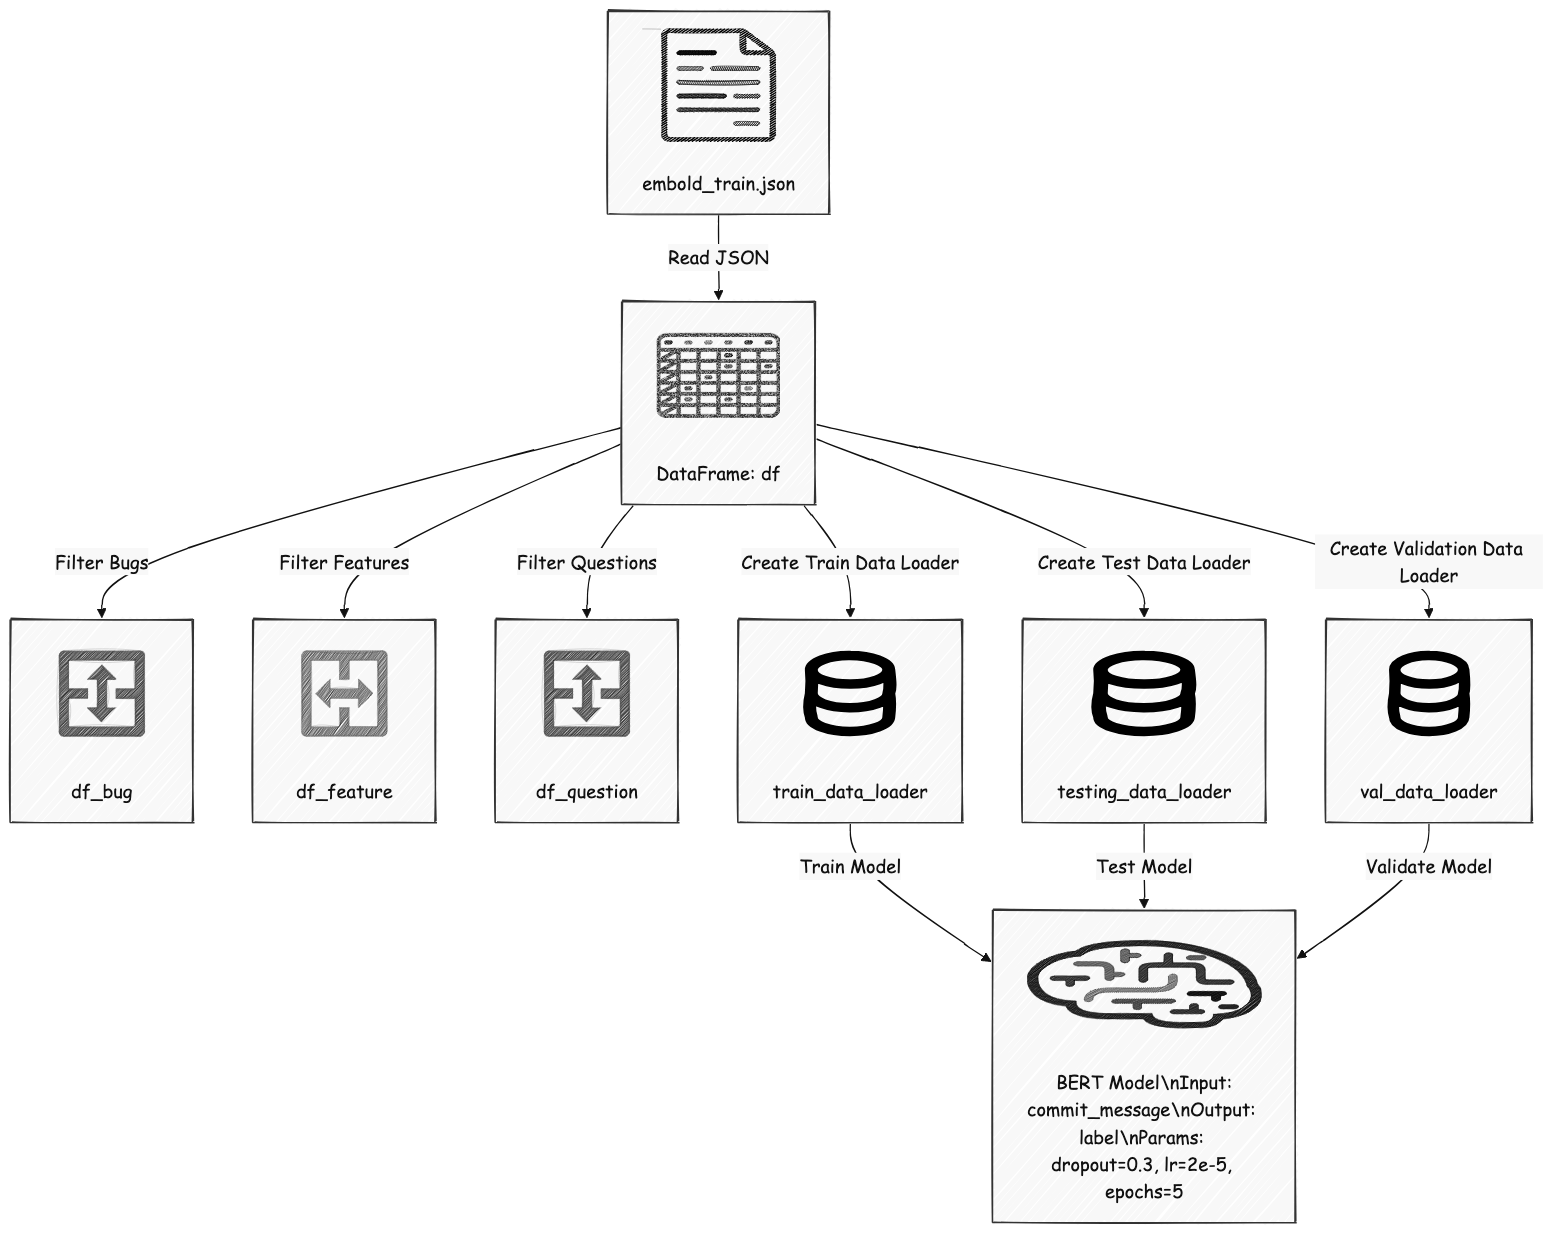 embold_train.json
Read JSON
DataFrame: df
Filter Bugs
Filter Features
Filter Questions
Create Train Data Loader
Create Test Data Loader
Create Validation Data
Loader
df_bug
df_feature
df_question
train_data_loader
testing_data_loader
val_data_loader
Train Model
Test Model
Validate Model
BERT Model\nInput:
commit_message\nOutput:
label\nParams:
dropout=0.3, lr=2e-5,
epochs=5